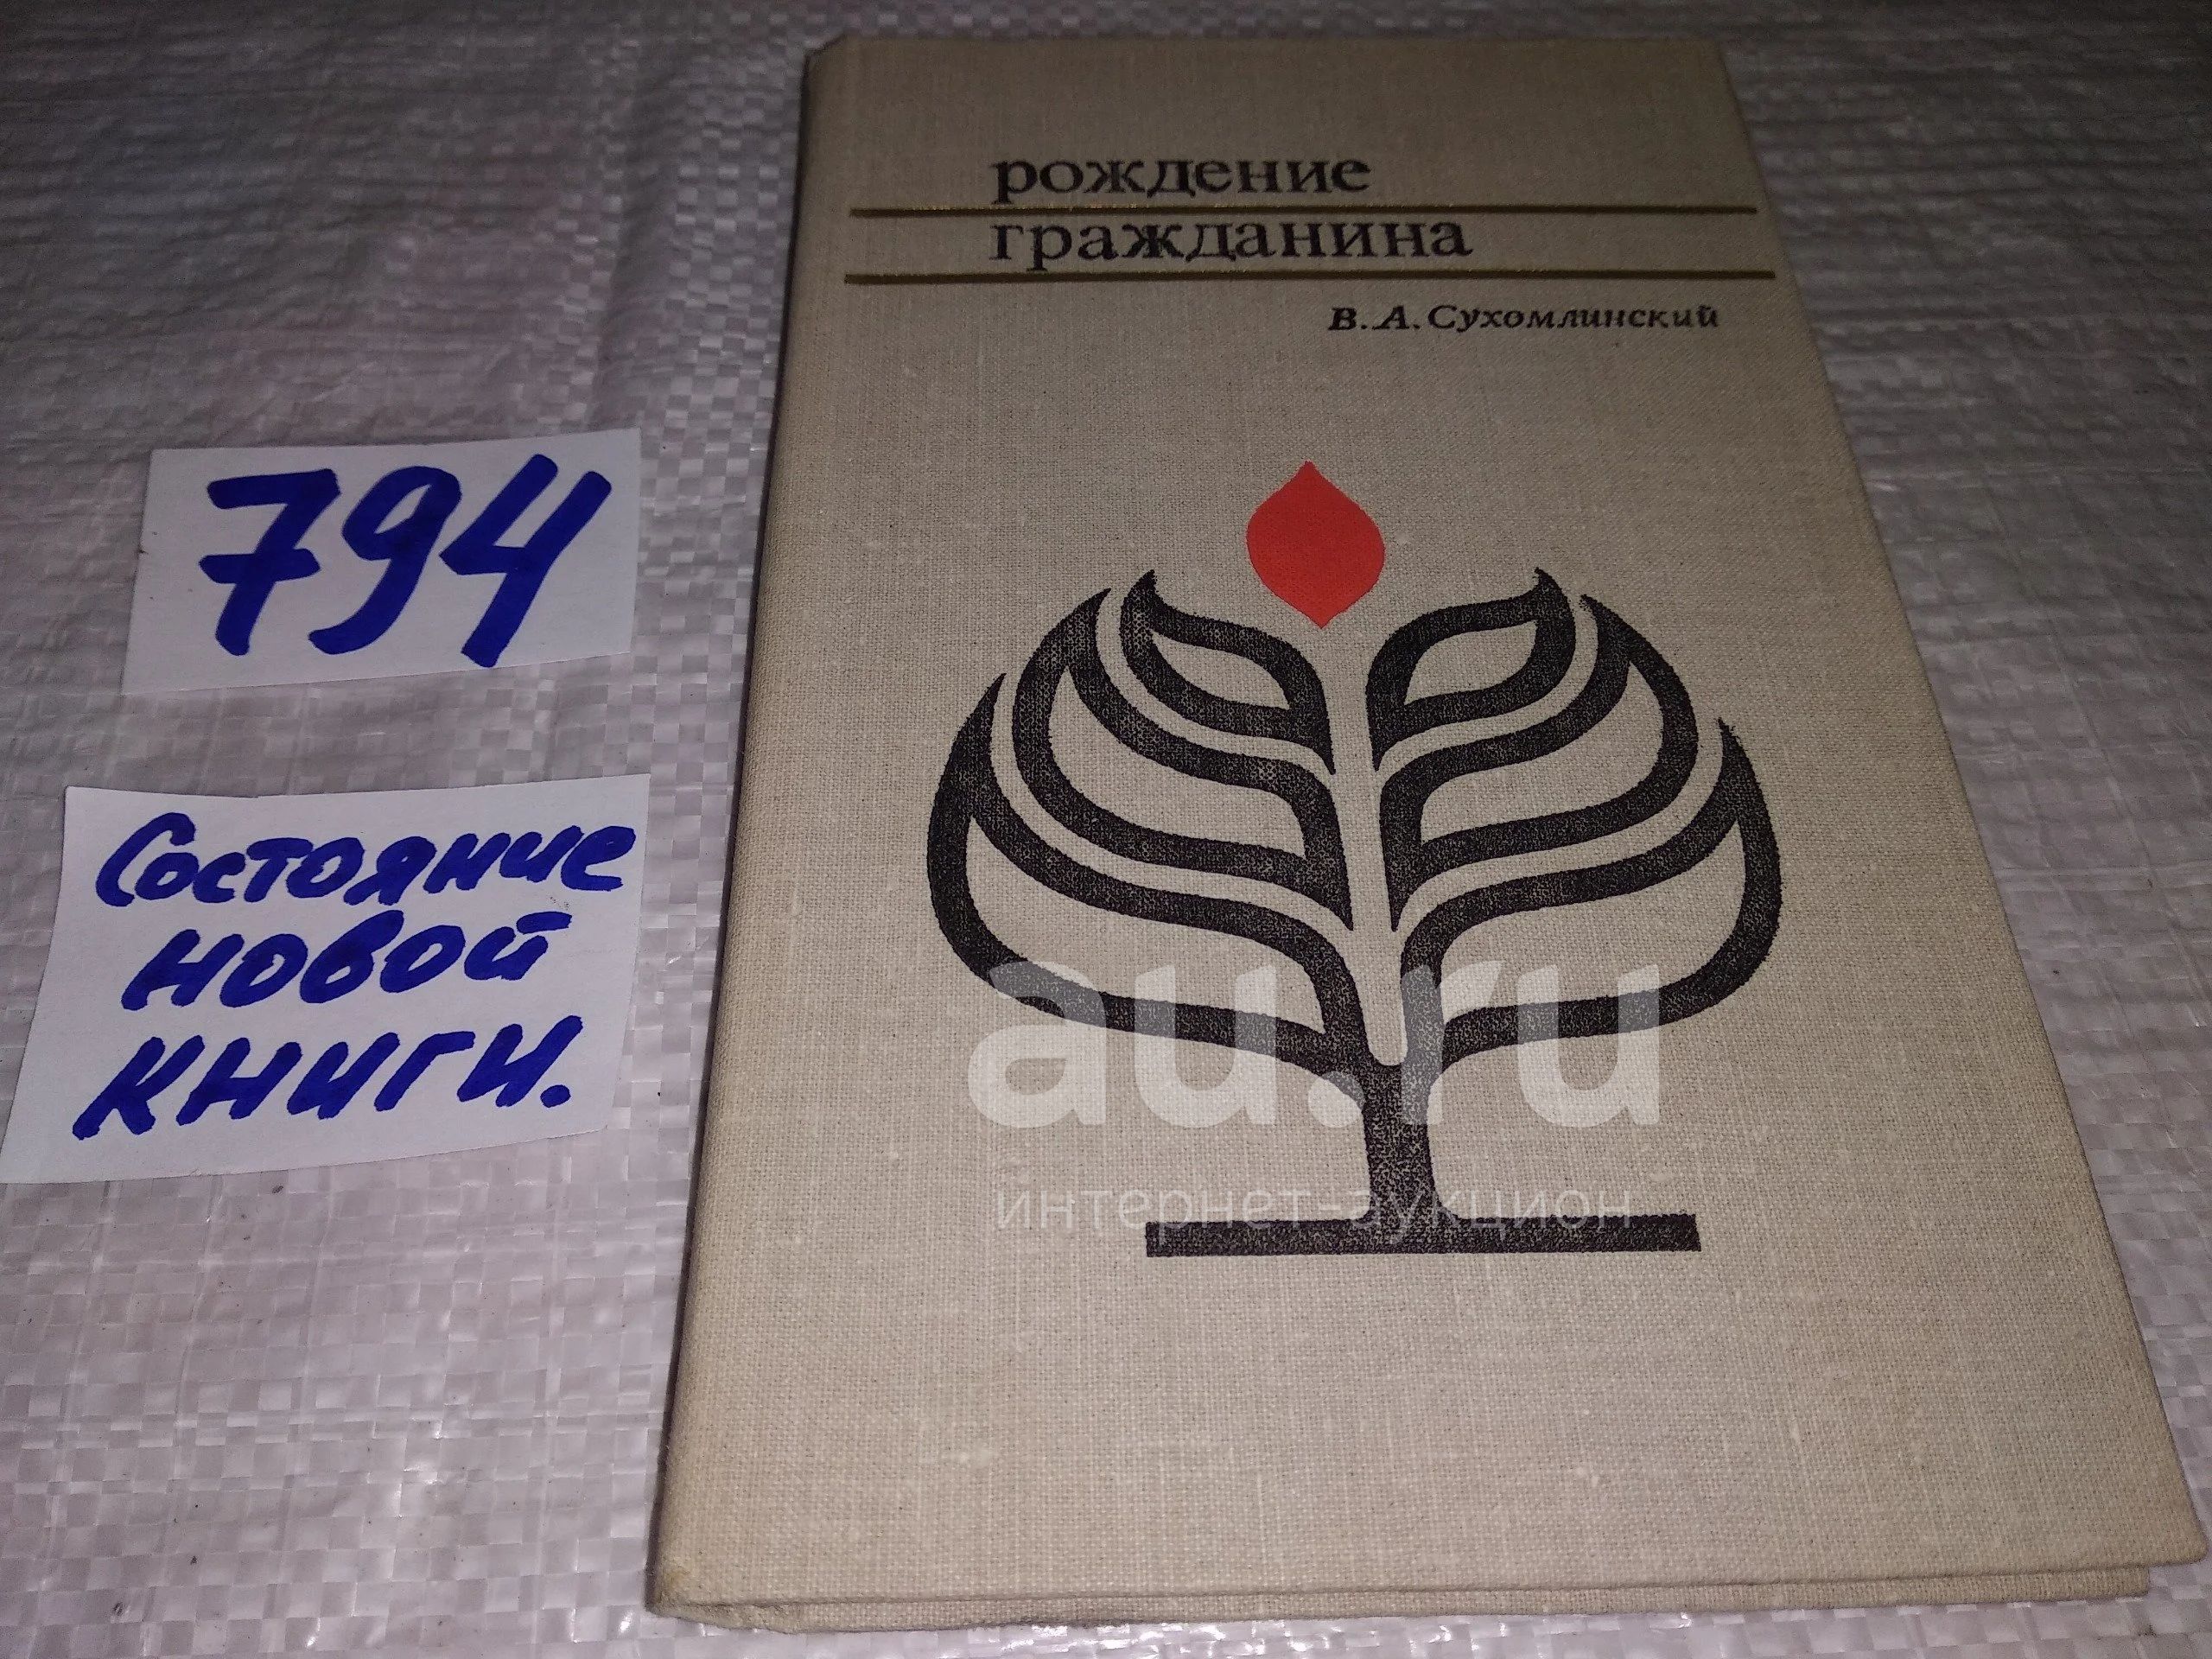 рождение
гражданина
В.А.Сухомлинский
794
Состояние
новой
книги.
au.ru
интернет-аукцион